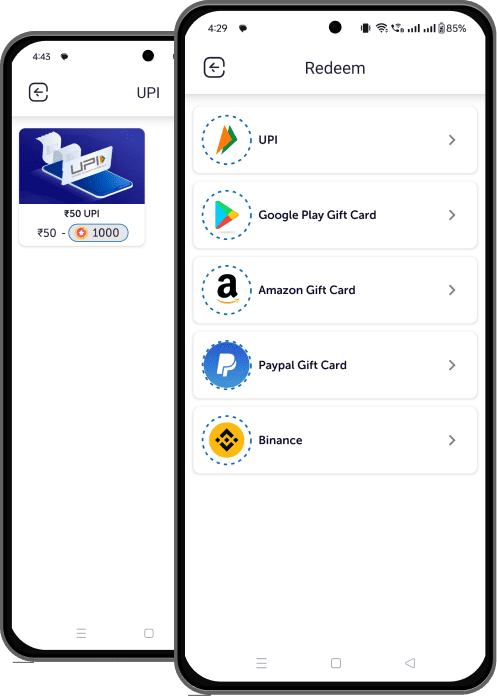 4:43
UPI
UPI
₹50 UPI
₹50 - 1000
4:29
85%
Redeem
UPI
Google Play Gift Card
a
Amazon Gift Card
Paypal Gift Card
Binance